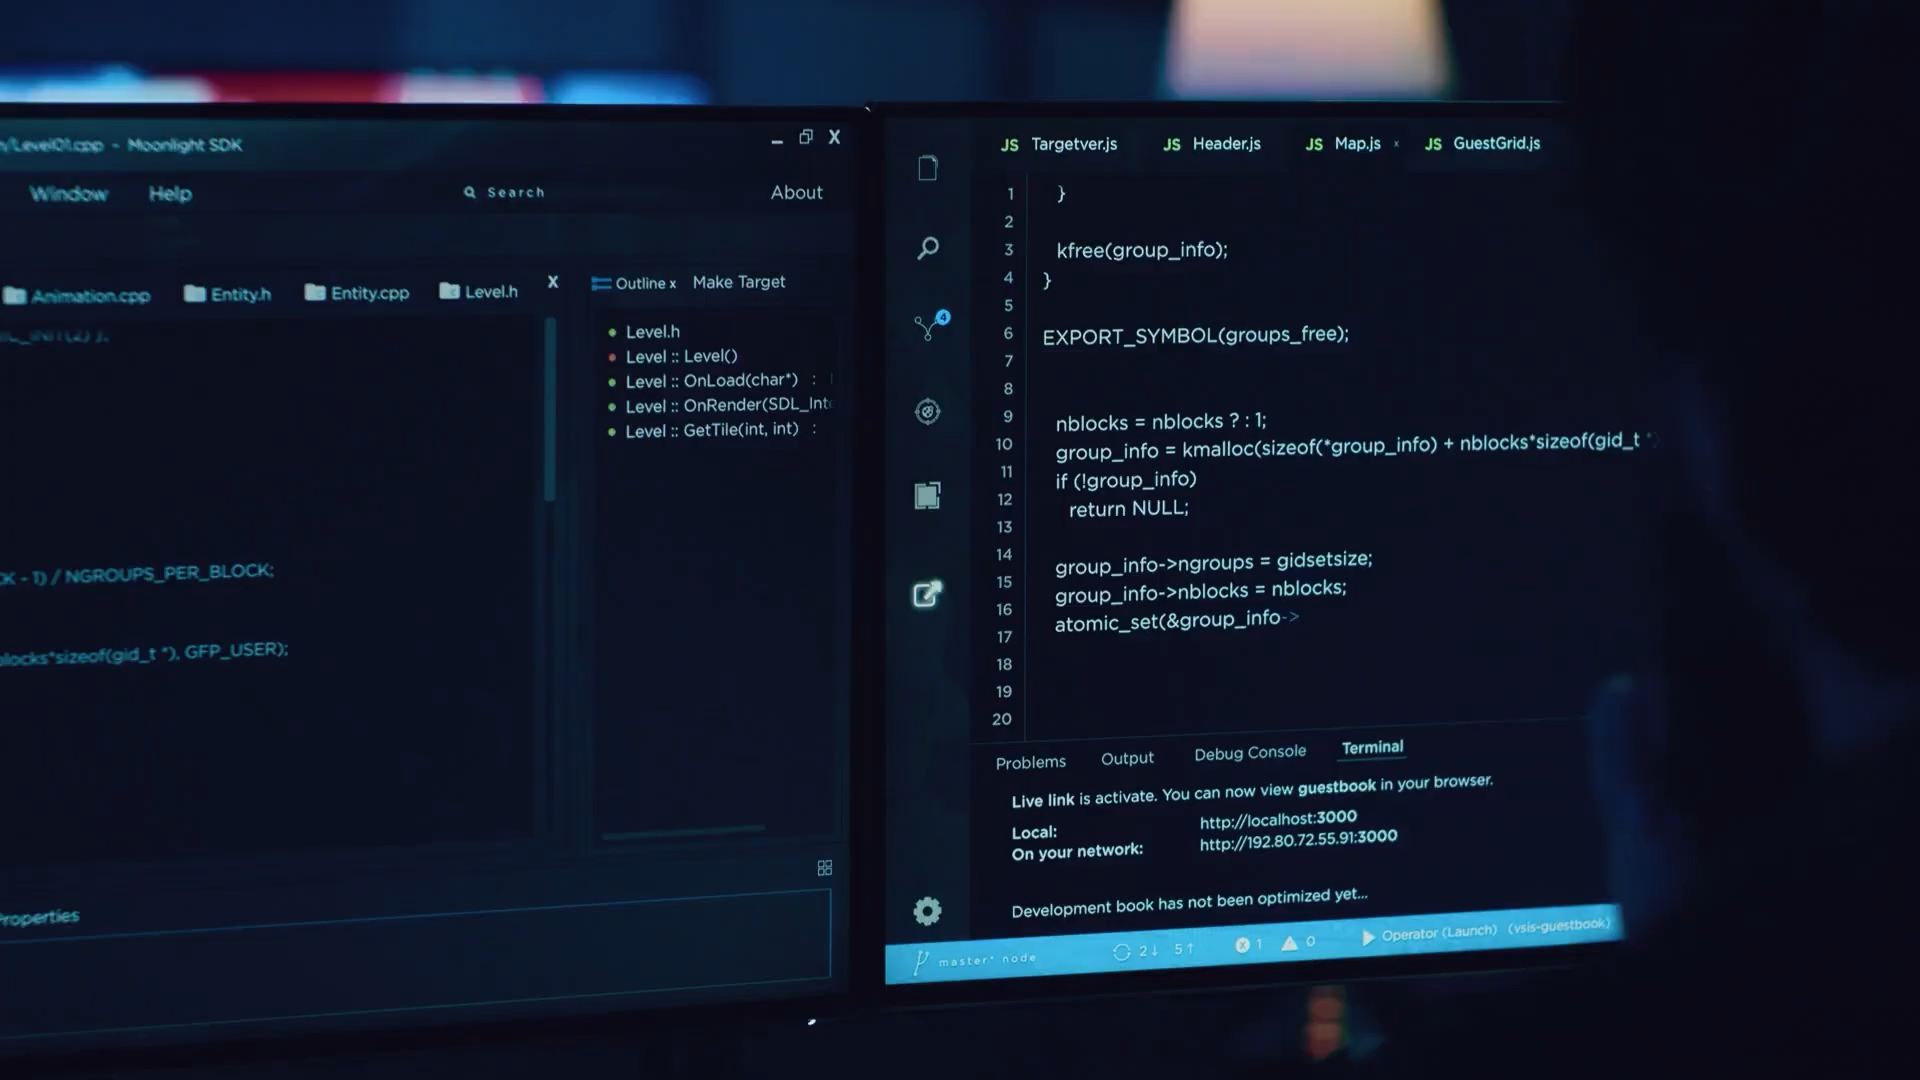 /Level01.cpp - Moonlight SDK
Window Help Search About
Animation.cpp Entity.h Entity.cpp Level.h X
Outline x Make Target
Level.h
Level :: Level()
Level :: OnLoad(char*) :
Level :: OnRender(SDL_Int
Level :: GetTile(int, int) :
_INIT(2) };
CK - 1) / NGROUPS_PER_BLOCK;
blocks*sizeof(gid_t *), GFP_USER);
Properties
JS Targetver.js JS Header.js JS Map.js x JS GuestGrid.js
4
1 }
2
3 kfree(group_info);
4 }
5
6 EXPORT_SYMBOL(groups_free);
7
8
9 nblocks = nblocks ? : 1;
10 group_info = kmalloc(sizeof(*group_info) + nblocks*sizeof(gid_t *)
11 if (!group_info)
12 return NULL;
13
14 group_info->ngroups = gidsetsize;
15 group_info->nblocks = nblocks;
16 atomic_set(&group_info->
17
18
19
20
Problems Output Debug Console Terminal
Live link is activate. You can now view guestbook in your browser.
Local: http://localhost:3000
On your network: http://192.80.72.55.91:3000
Development book has not been optimized yet...
master* node 2↓ 5↑ 1 0 Operator (Launch) (vsis-guestbook)